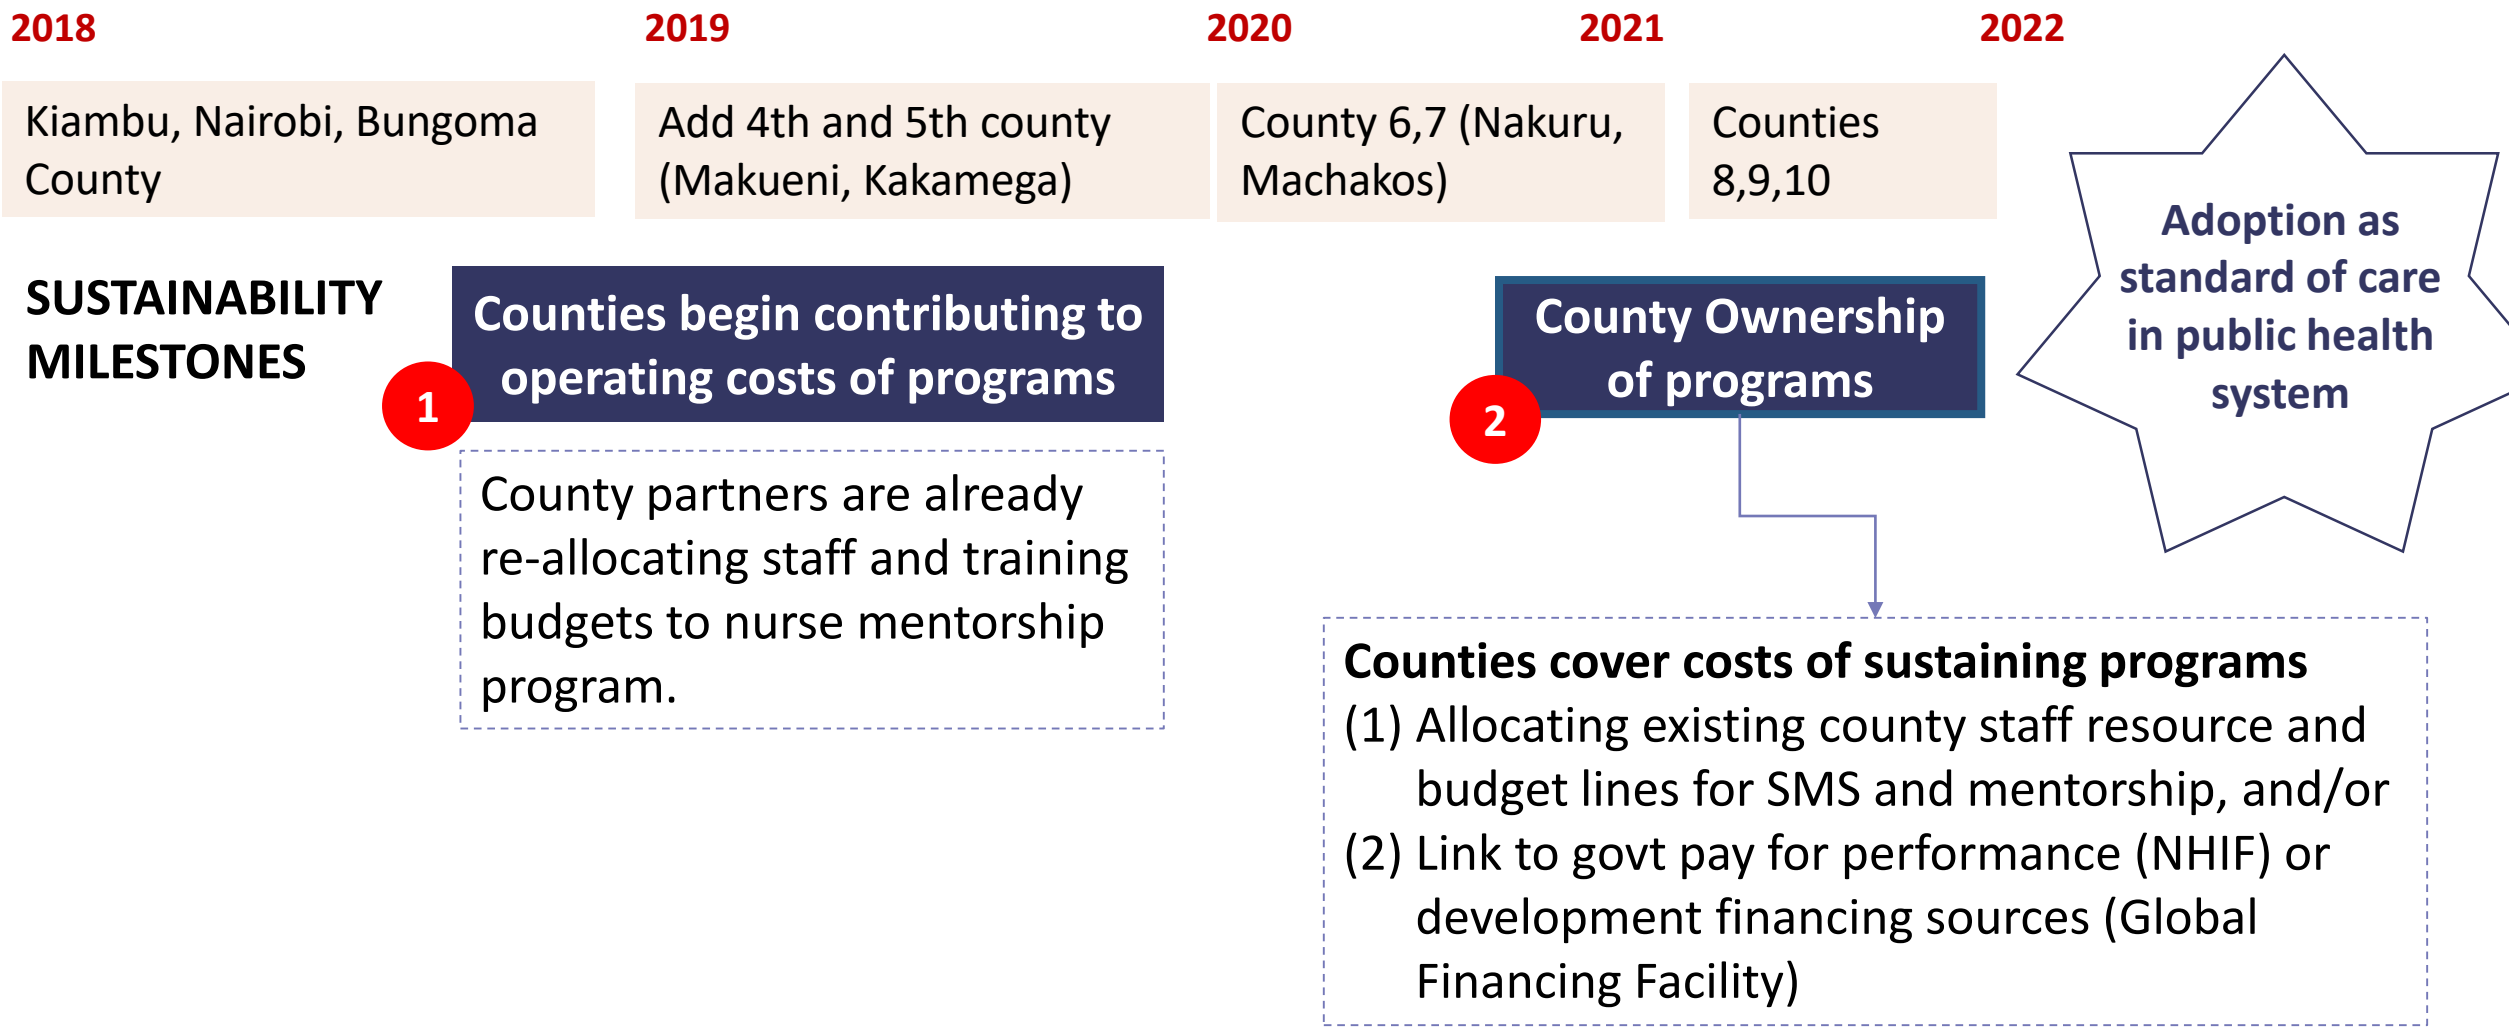 2018
2019
2020
2021
2022
Kiambu, Nairobi, Bungoma
County
Add 4th and 5th county
(Makueni, Kakamega)
County 6,7 (Nakuru,
Machakos)
Counties
8,9,10
Adoption as
standard of care
in public health
system
SUSTAINABILITY
MILESTONES
1
Counties begin contributing to
operating costs of programs
County partners are already
re-allocating staff and training
budgets to nurse mentorship
program.
2
County Ownership
of programs
Counties cover costs of sustaining programs
(1) Allocating existing county staff resource and
budget lines for SMS and mentorship, and/or
(2) Link to govt pay for performance (NHIF) or
development financing sources (Global
Financing Facility)